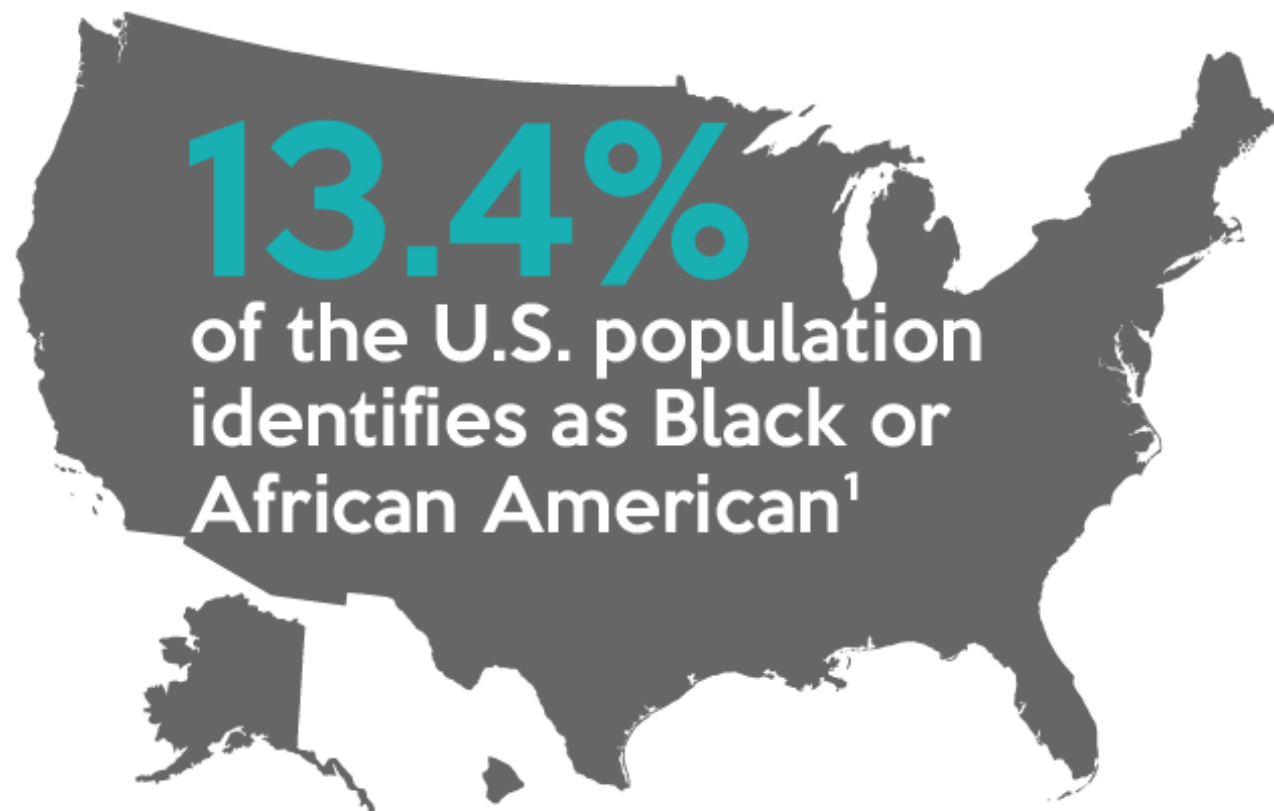 13.4%
of the U.S. population
identifies as Black or
African American¹